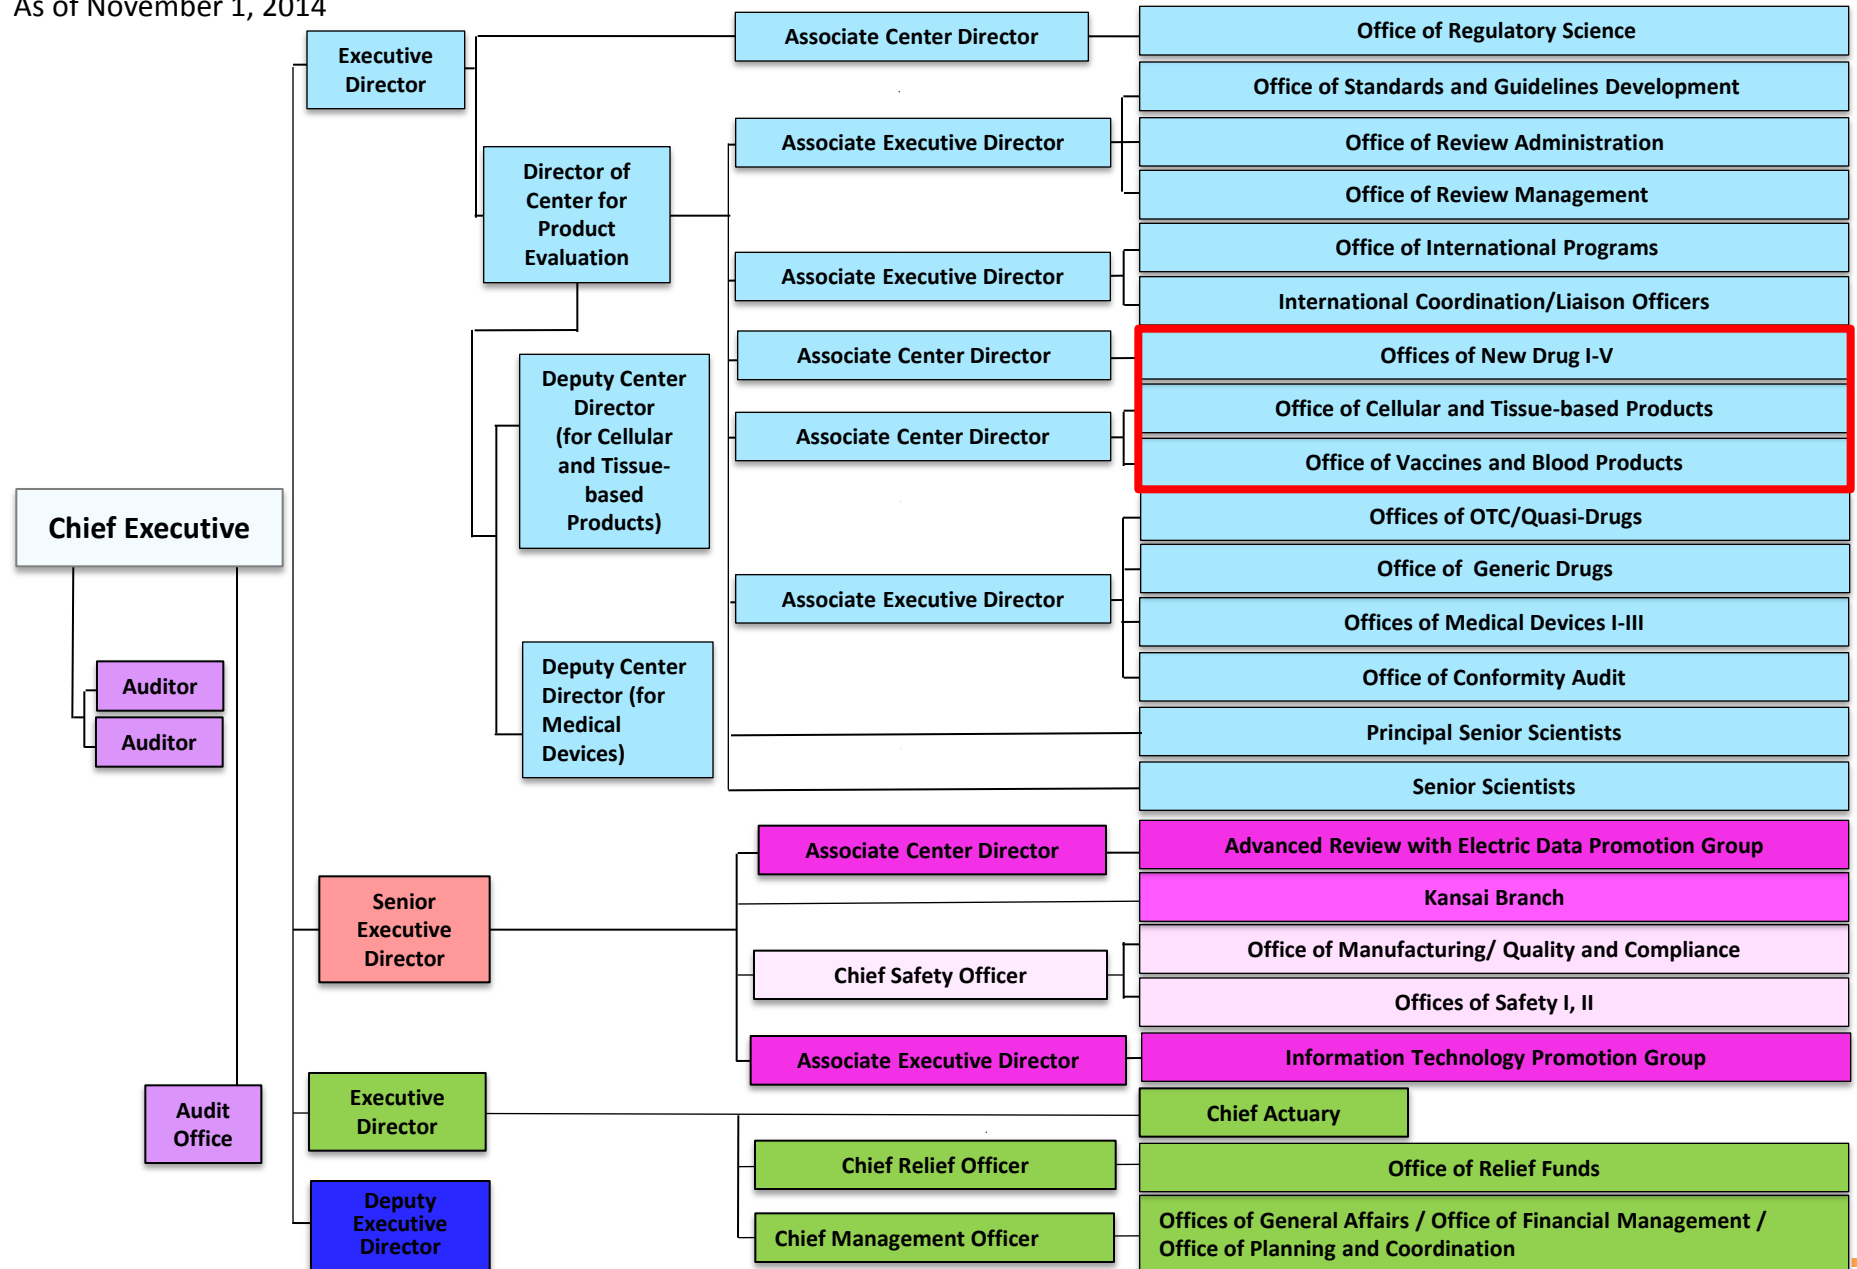 As of November 1, 2014
Executive
Director
Associate Center Director
Office of Regulatory Science
Office of Standards and Guidelines Development
Associate Executive Director
Office of Review Administration
Office of Review Management
Director of
Center for
Product
Evaluation
Office of International Programs
Associate Executive Director
International Coordination/Liaison Officers
Associate Center Director
Offices of New Drug I-V
Deputy Center
Director
(for Cellular
and Tissue-
based
Products)
Office of Cellular and Tissue-based Products
Associate Center Director
Office of Vaccines and Blood Products
Chief Executive
Offices of OTC/Quasi-Drugs
Office of  Generic Drugs
Associate Executive Director
Offices of Medical Devices I-III
Office of Conformity Audit
Deputy Center
Director (for
Medical
Devices)
Auditor
Auditor
Principal Senior Scientists
Senior Scientists
Associate Center Director
Advanced Review with Electric Data Promotion Group
Kansai Branch
Senior
Executive
Director
Office of Manufacturing/ Quality and Compliance
Chief Safety Officer
Offices of Safety I, II
Associate Executive Director
Information Technology Promotion Group
Audit
Office
Executive
Director
Chief Actuary
Chief Relief Officer
Office of Relief Funds
Deputy
Executive
Director
Chief Management Officer
Offices of General Affairs / Office of Financial Management /
Office of Planning and Coordination